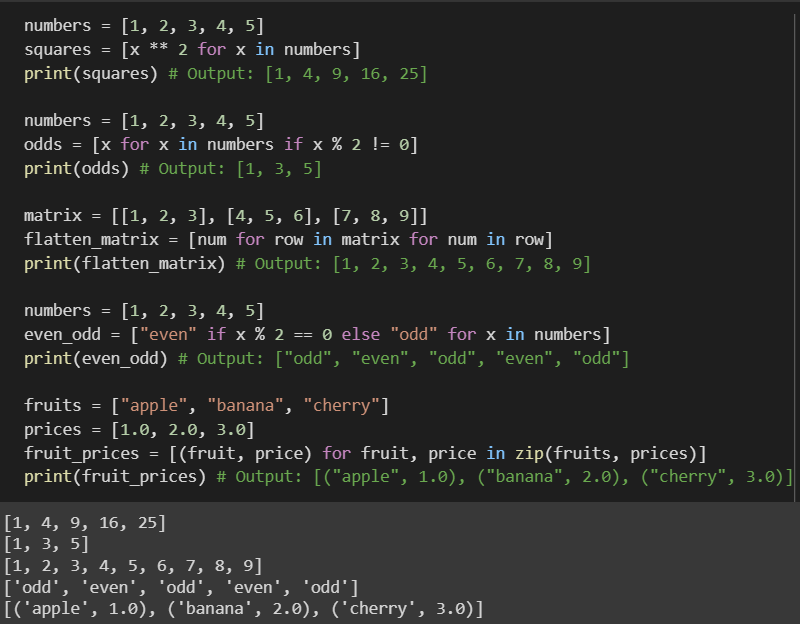 numbers = [1, 2, 3, 4, 5]
squares = [x ** 2 for x in numbers]
print(squares) # Output: [1, 4, 9, 16, 25]

numbers = [1, 2, 3, 4, 5]
odds = [x for x in numbers if x % 2 != 0]
print(odds) # Output: [1, 3, 5]

matrix = [[1, 2, 3], [4, 5, 6], [7, 8, 9]]
flatten_matrix = [num for row in matrix for num in row]
print(flatten_matrix) # Output: [1, 2, 3, 4, 5, 6, 7, 8, 9]

numbers = [1, 2, 3, 4, 5]
even_odd = ["even" if x % 2 == 0 else "odd" for x in numbers]
print(even_odd) # Output: ["odd", "even", "odd", "even", "odd"]

fruits = ["apple", "banana", "cherry"]
prices = [1.0, 2.0, 3.0]
fruit_prices = [(fruit, price) for fruit, price in zip(fruits, prices)]
print(fruit_prices) # Output: [("apple", 1.0), ("banana", 2.0), ("cherry", 3.0)]

[1, 4, 9, 16, 25]
[1, 3, 5]
[1, 2, 3, 4, 5, 6, 7, 8, 9]
['odd', 'even', 'odd', 'even', 'odd']
[('apple', 1.0), ('banana', 2.0), ('cherry', 3.0)]